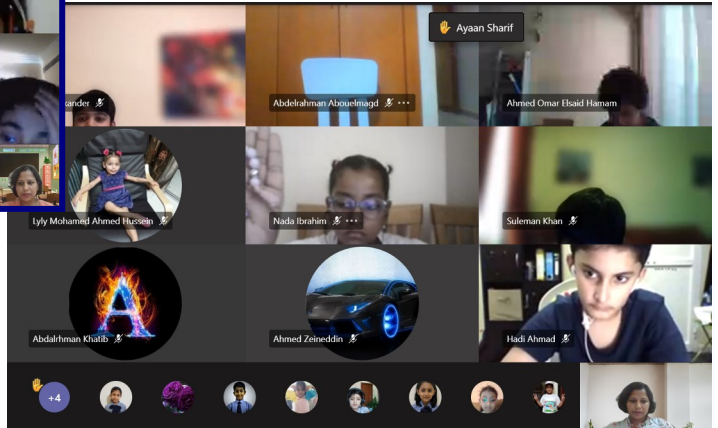 Ayaan Sharif
xander
Abdelrahman Abouelmagd
Ahmed Omar Elsaid Hamam
Lyly Mohamed Ahmed Hussein
Nada Ibrahim
Suleman Khan
A
Abdalrhman Khatib
Ahmed Zeineddin
Hadi Ahmad
+4